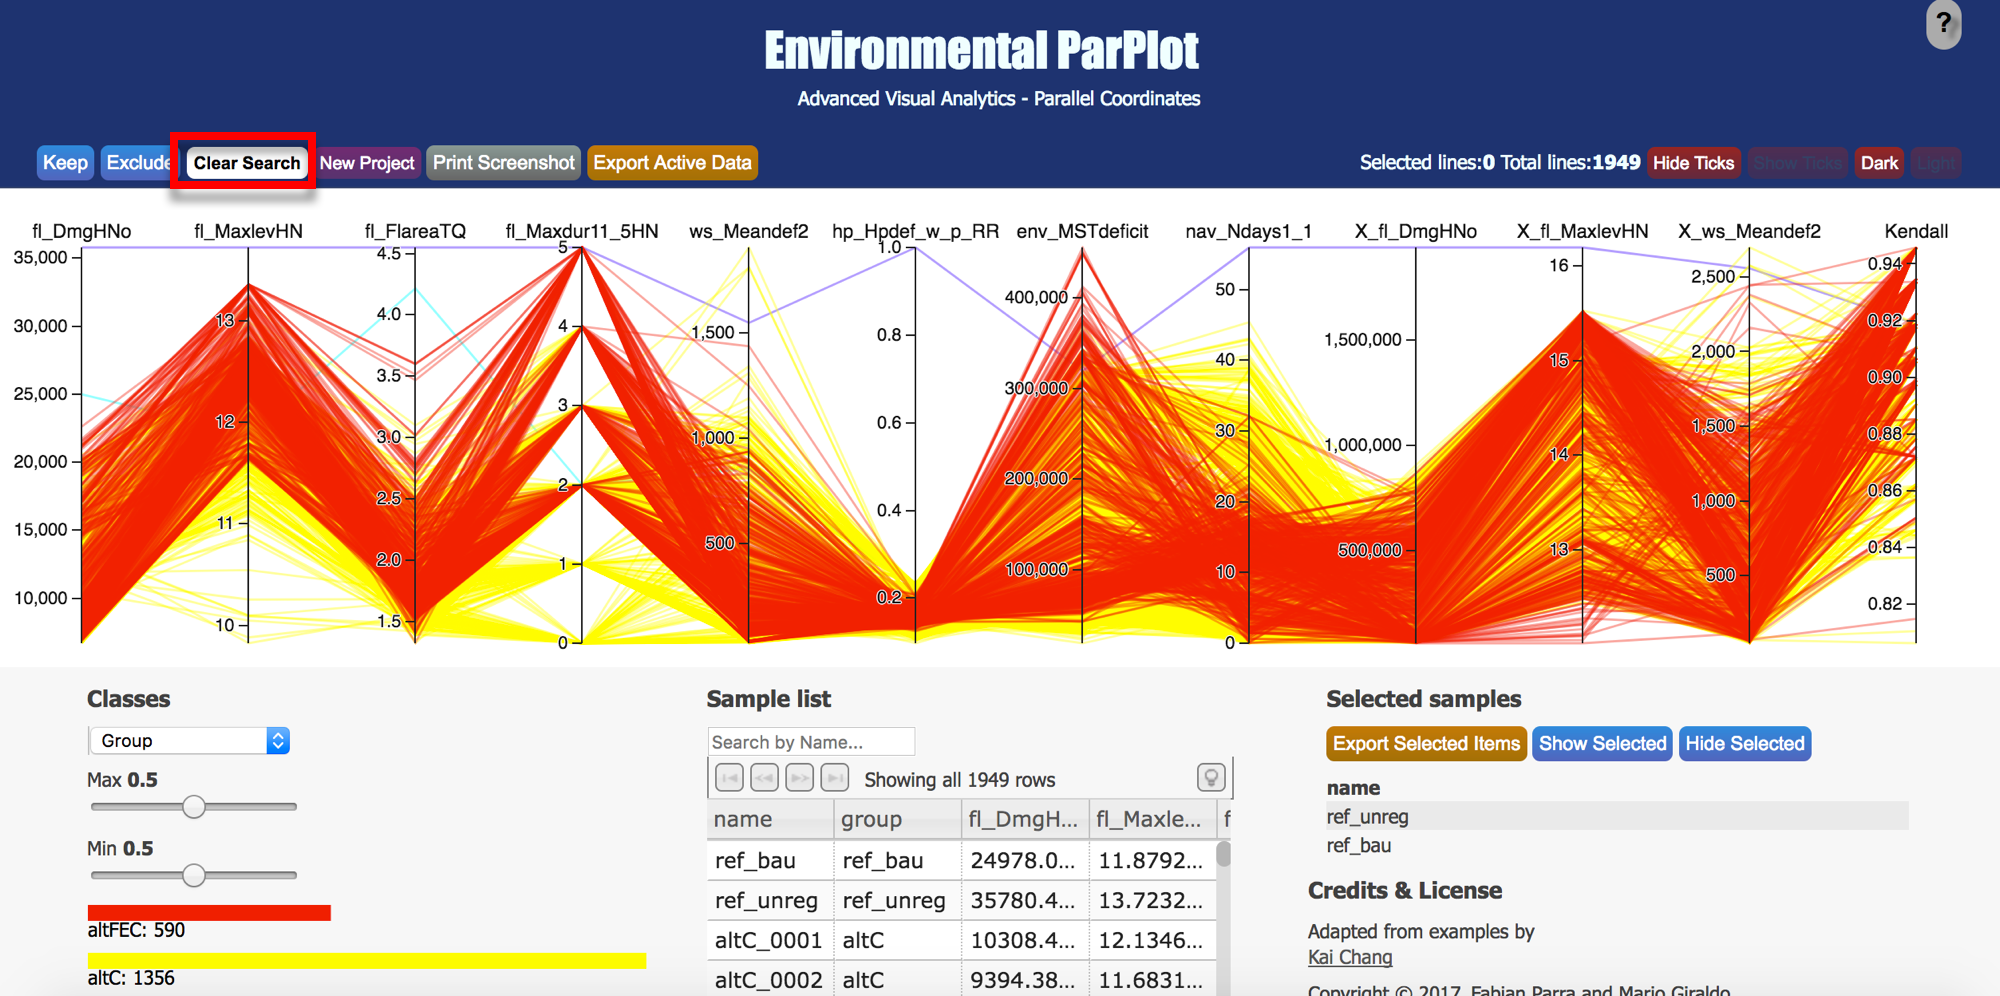 ?
Environmental ParPlot
Advanced Visual Analytics - Parallel Coordinates
Keep Exclude Clear Search New Project Print Screenshot Export Active Data Selected lines:0 Total lines:1949 Hide Ticks Show Ticks Dark Light
fl_DmgHNo fl_MaxlevHN fl_FlareaTQ fl_Maxdur11_5HN ws_Meandef2 hp_Hpdef_w_p_RR env_MSTdeficit nav_Ndays1_1 X_fl_DmgHNo X_fl_MaxlevHN X_ws_Meandef2 Kendall
35,000 30,000 25,000 20,000 15,000 10,000
13 12 11 10
4.5 4.0 3.5 3.0 2.5 2.0 1.5
5 4 3 2 1 0
1,500 1,000 500
1.0 0.8 0.6 0.4 0.2
400,000 300,000 200,000 100,000
50 40 30 20 10 0
1,500,000 1,000,000 500,000
16 15 14 13
2,500 2,000 1,500 1,000 500
0.94 0.92 0.90 0.88 0.86 0.84 0.82
Classes
Group
Max 0.5
Min 0.5
altFEC: 590
altC: 1356
Sample list
Search by Name...
Showing all 1949 rows
name group fl_DmgH... fl_Maxle... f
ref_bau ref_bau 24978.0... 11.8792...
ref_unreg ref_unreg 35780.4... 13.7232...
altC_0001 altC 10308.4... 12.1346...
altC_0002 altC 9394.38... 11.6831...
Selected samples
Export Selected Items Show Selected Hide Selected
name
ref_unreg
ref_bau
Credits & License
Adapted from examples by
Kai Chang
Copyright © 2017, Fabian Parra and Mario Giraldo